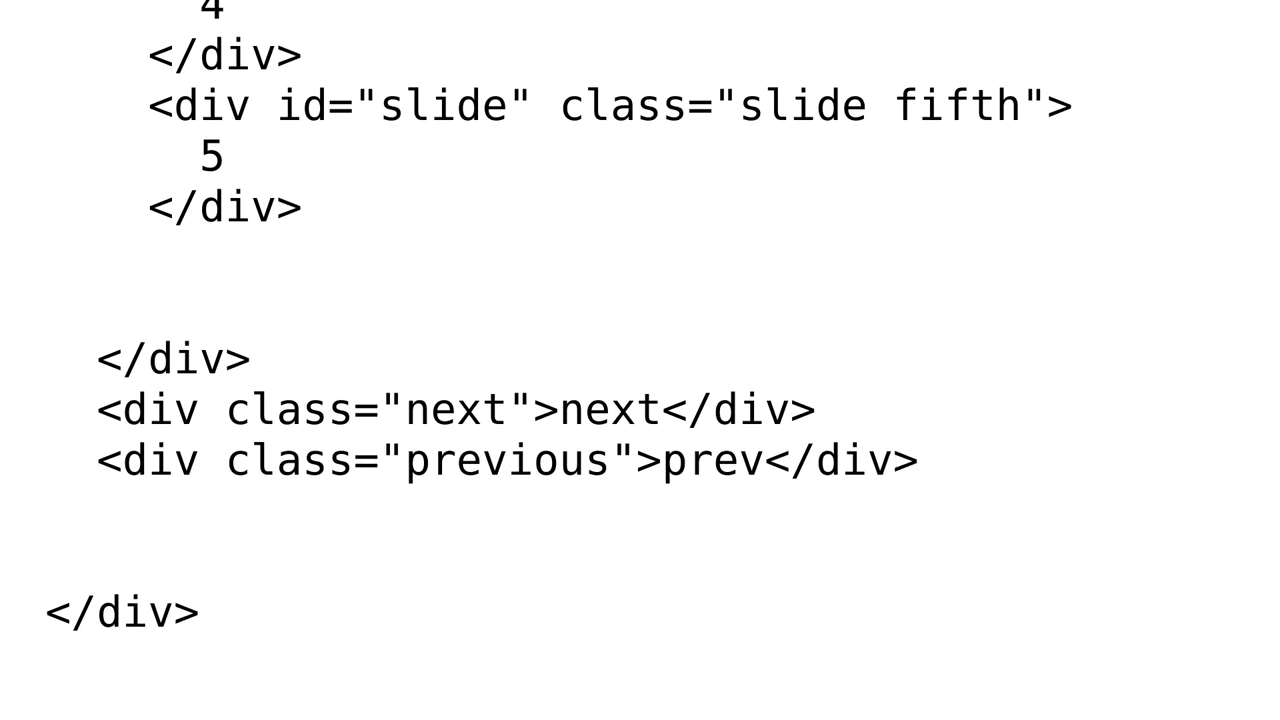 4
  </div>
  <div id="slide" class="slide fifth">
    5
  </div>
</div>
<div class="next">next</div>
<div class="previous">prev</div>
</div>